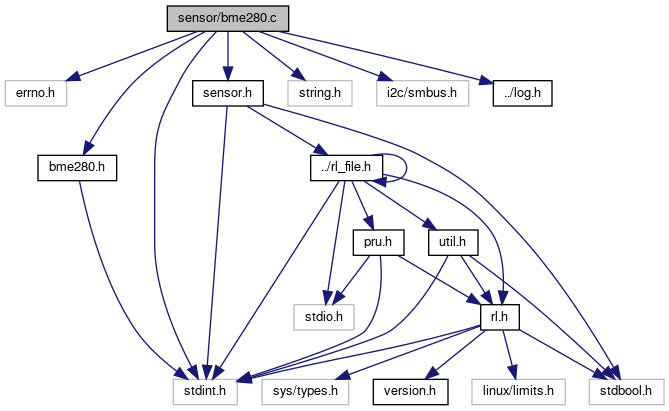 sensor/bme280.c
errno.h
sensor.h
string.h
i2c/smbus.h
../log.h
bme280.h
../rl_file.h
pru.h
util.h
stdio.h
rl.h
stdint.h
sys/types.h
version.h
linux/limits.h
stdbool.h